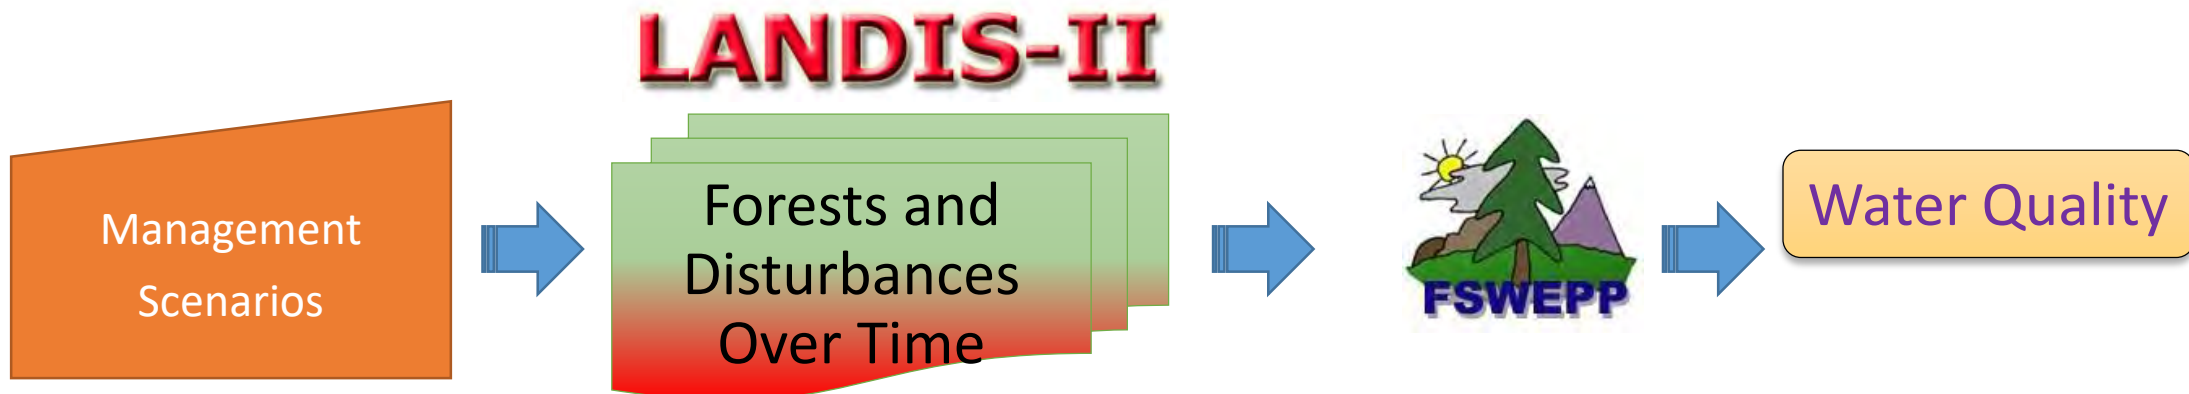 LANDIS-II
Management
Scenarios
Forests and
Disturbances
Over Time
FSWEPP
Water Quality